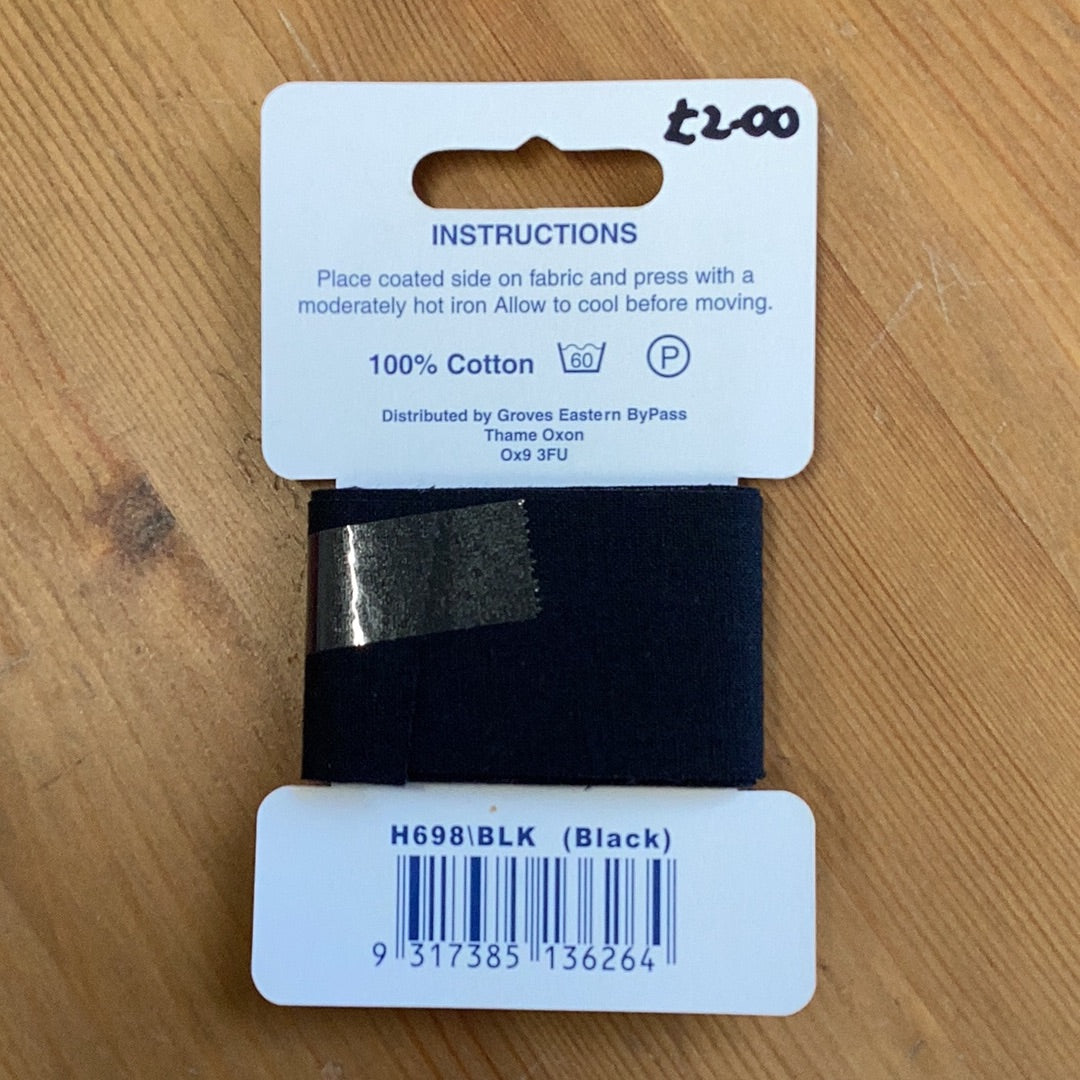 £2.00
INSTRUCTIONS
Place coated side on fabric and press with a
moderately hot iron Allow to cool before moving.
100% Cotton 60 P
Distributed by Groves Eastern ByPass
Thame Oxon
Ox9 3FU
H698\BLK (Black)
9 317385 136264